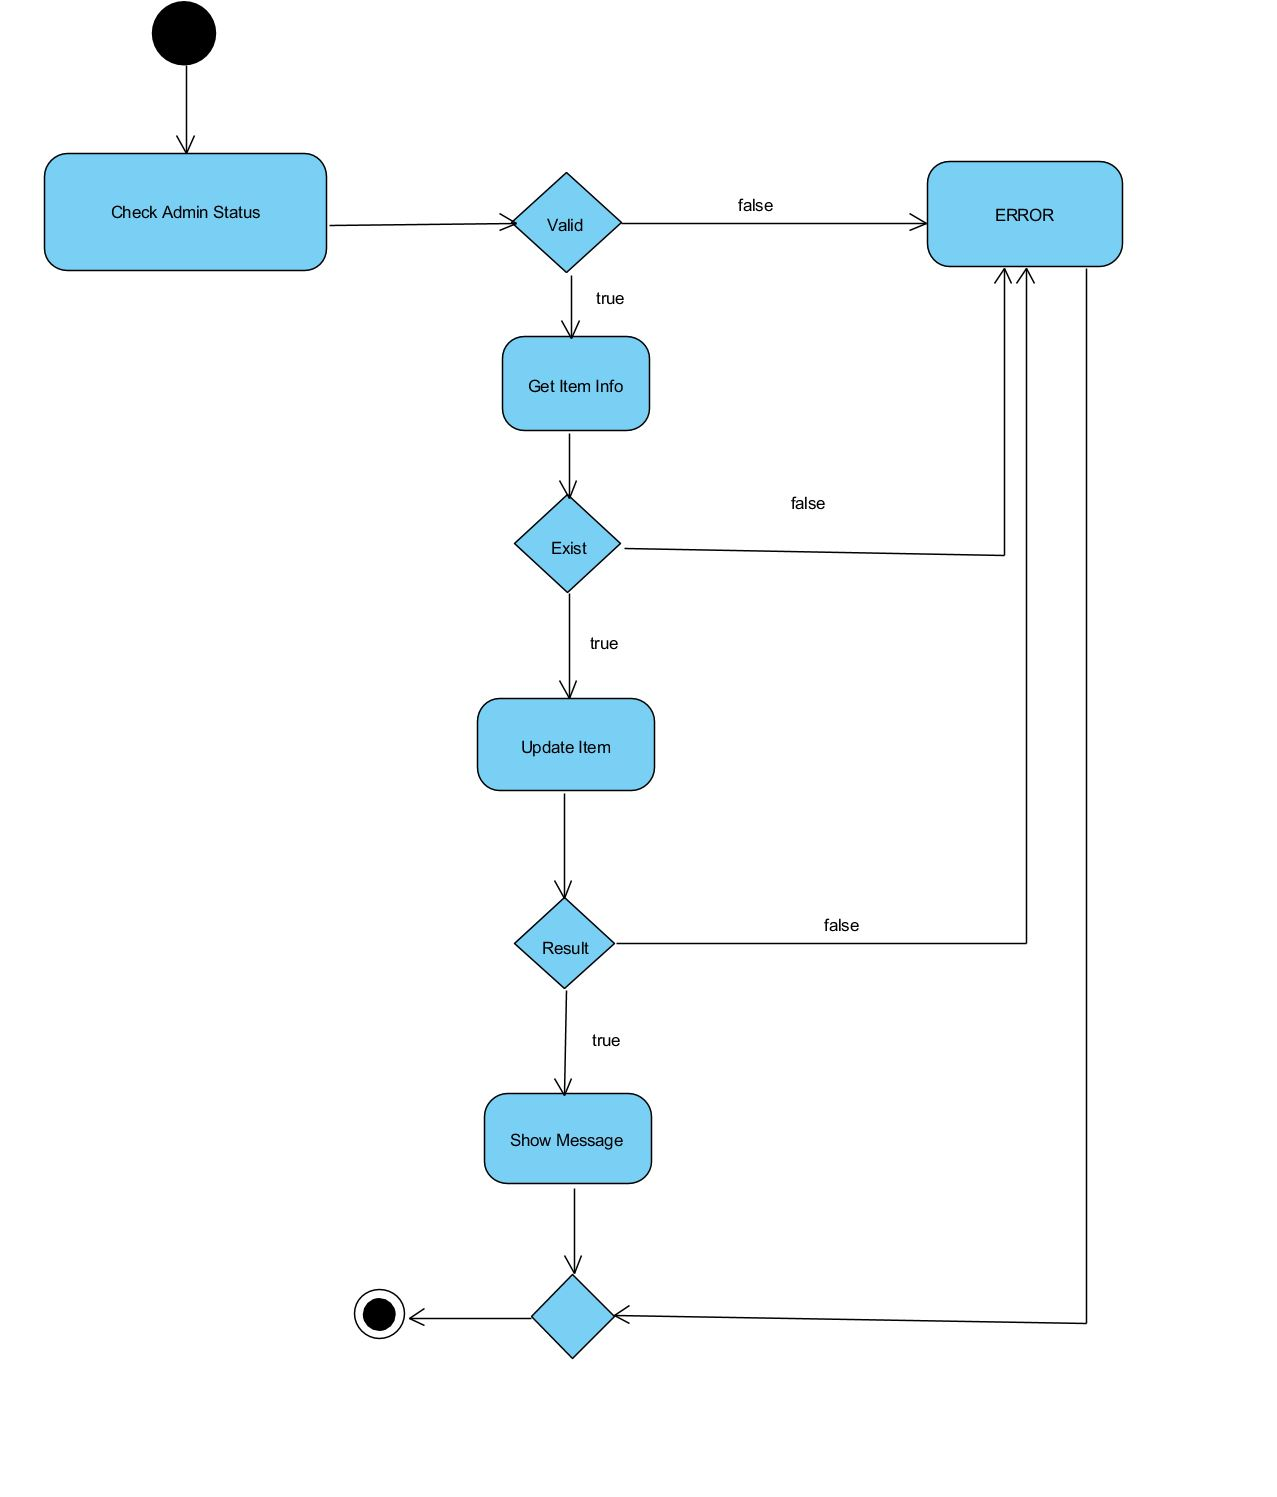 Check Admin Status
Valid
false
ERROR
true
Get Item Info
false
Exist
true
Update Item
false
Result
true
Show Message